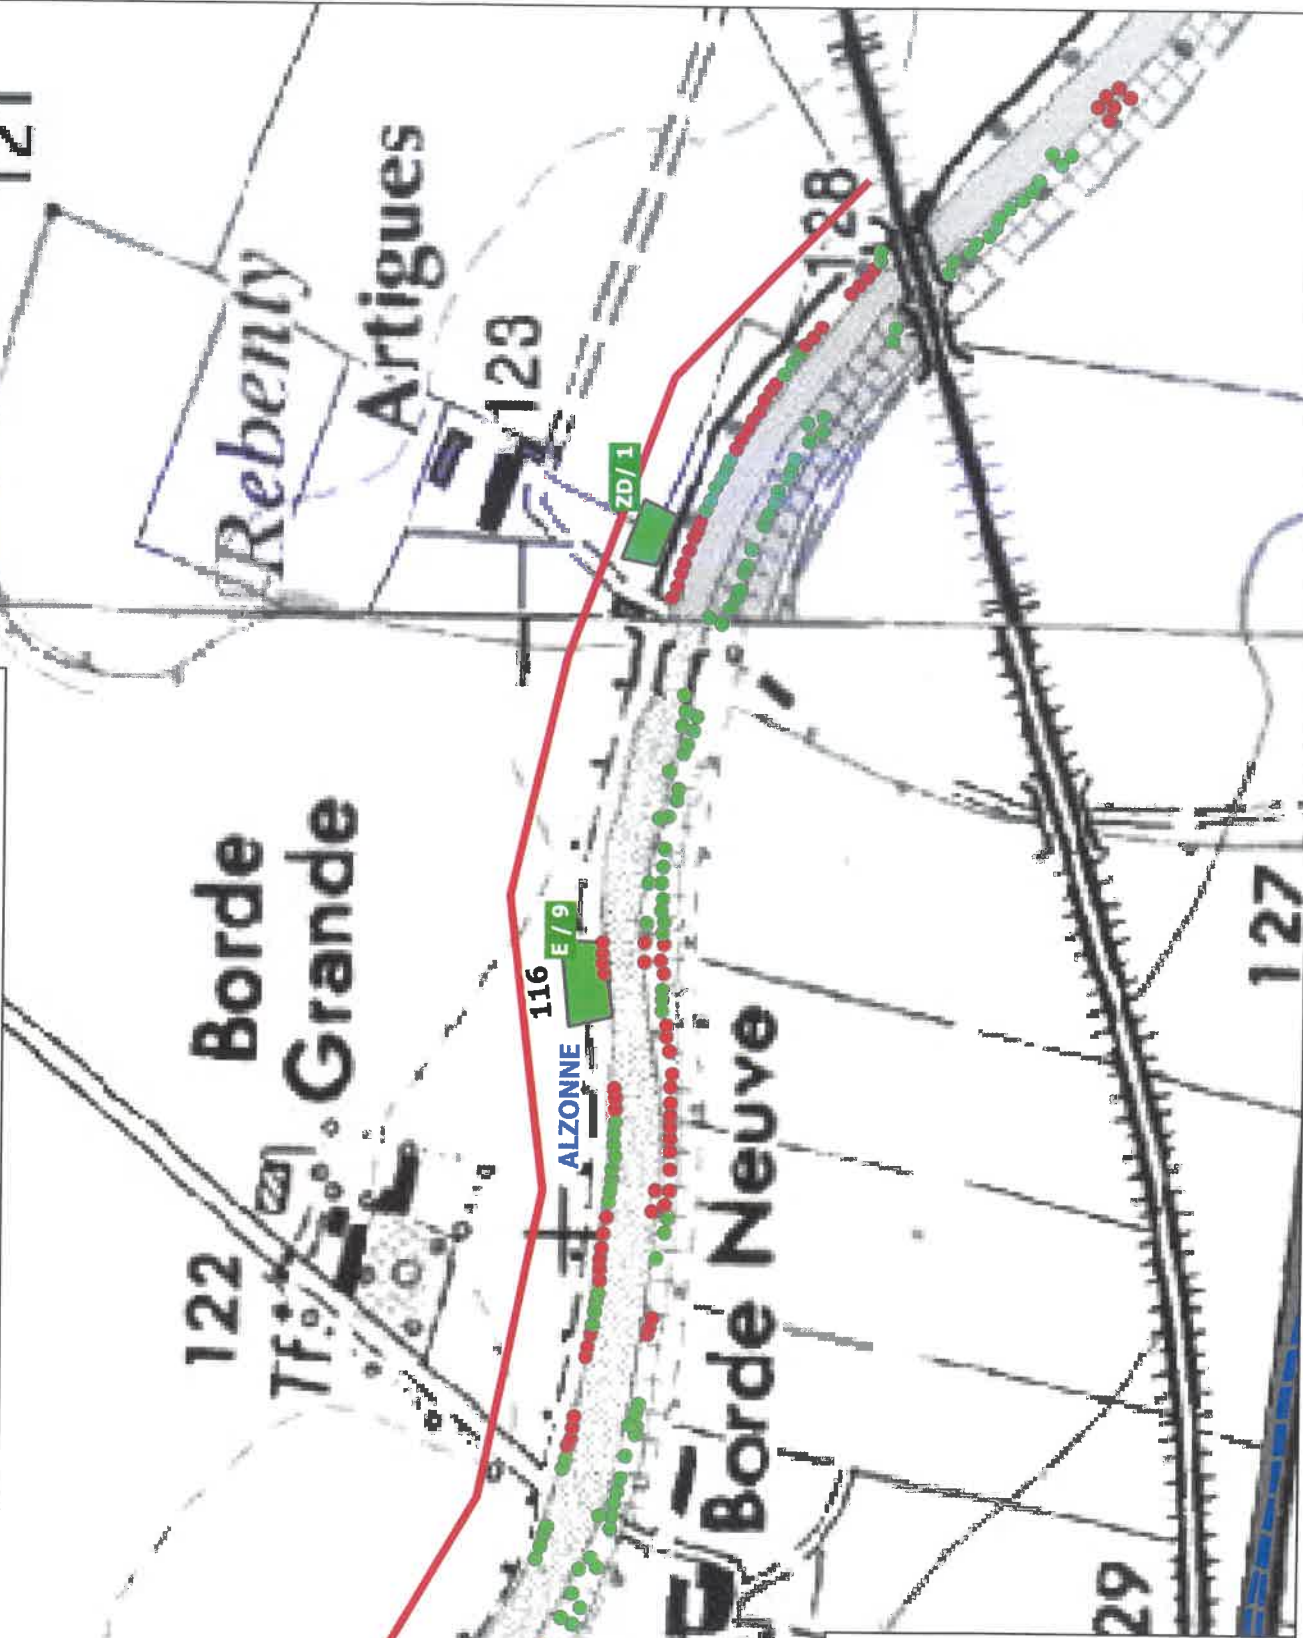 121
Rebenty
Artigues
123
128
ZD/ 1
Borde
Grande
E / 9
116
ALZONNE
122
TF.
Borde Neuve
127
29